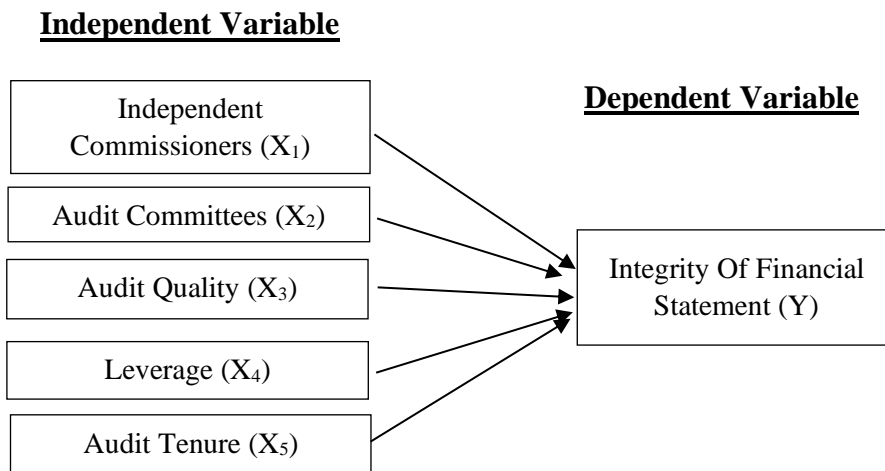 Independent Variable
Independent
Commissioners (X₁)
Audit Committees (X₂)
Audit Quality (X₃)
Leverage (X₄)
Audit Tenure (X₅)
Dependent Variable
Integrity Of Financial
Statement (Y)